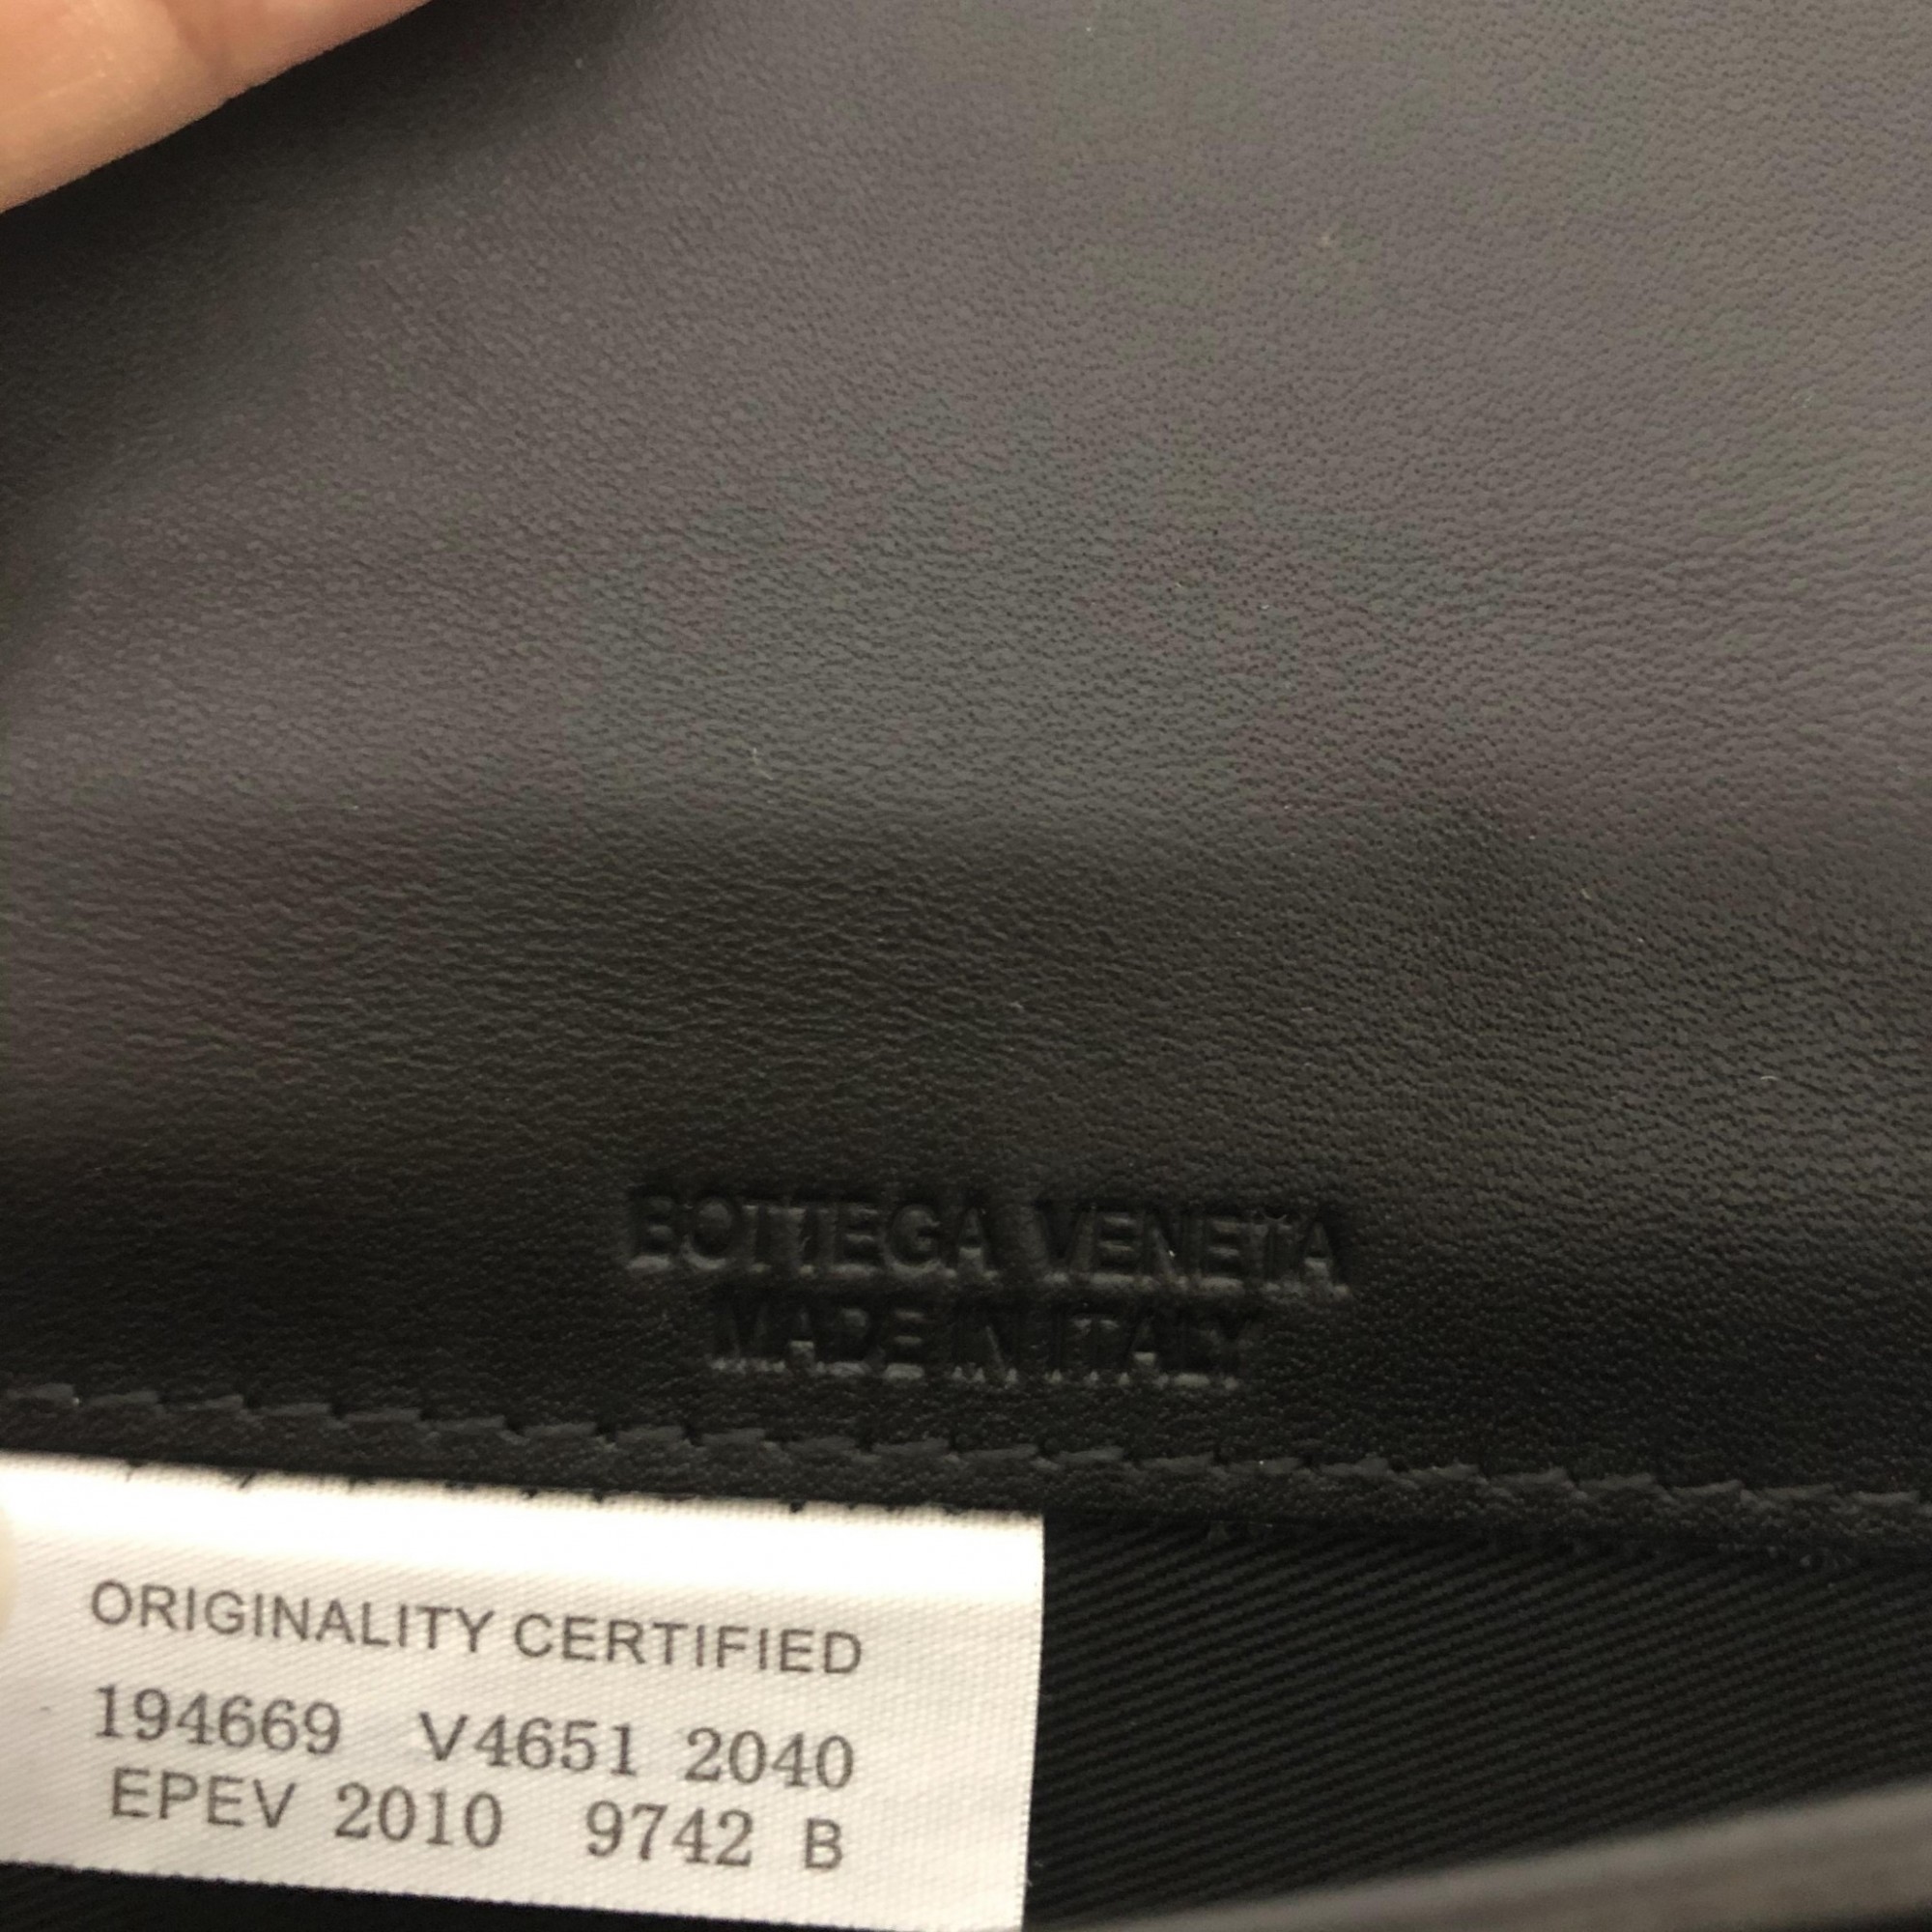 BOTTEGA VENETA
MADE IN ITALY
ORIGINALITY CERTIFIED
194669 V4651 2040
EPEV 2010 9742 B